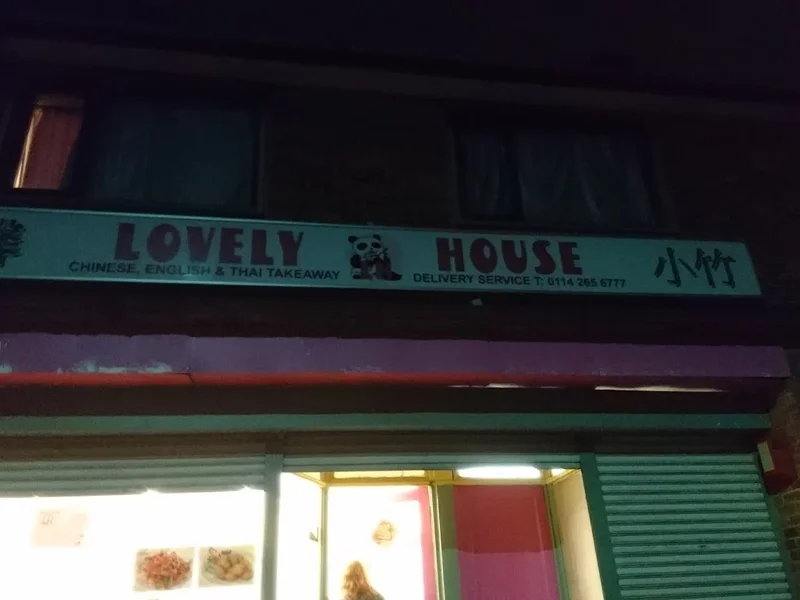 LOVELY HOUSE
CHINESE, ENGLISH & THAI TAKEAWAY
DELIVERY SERVICE T: 0114 265 6777
小竹